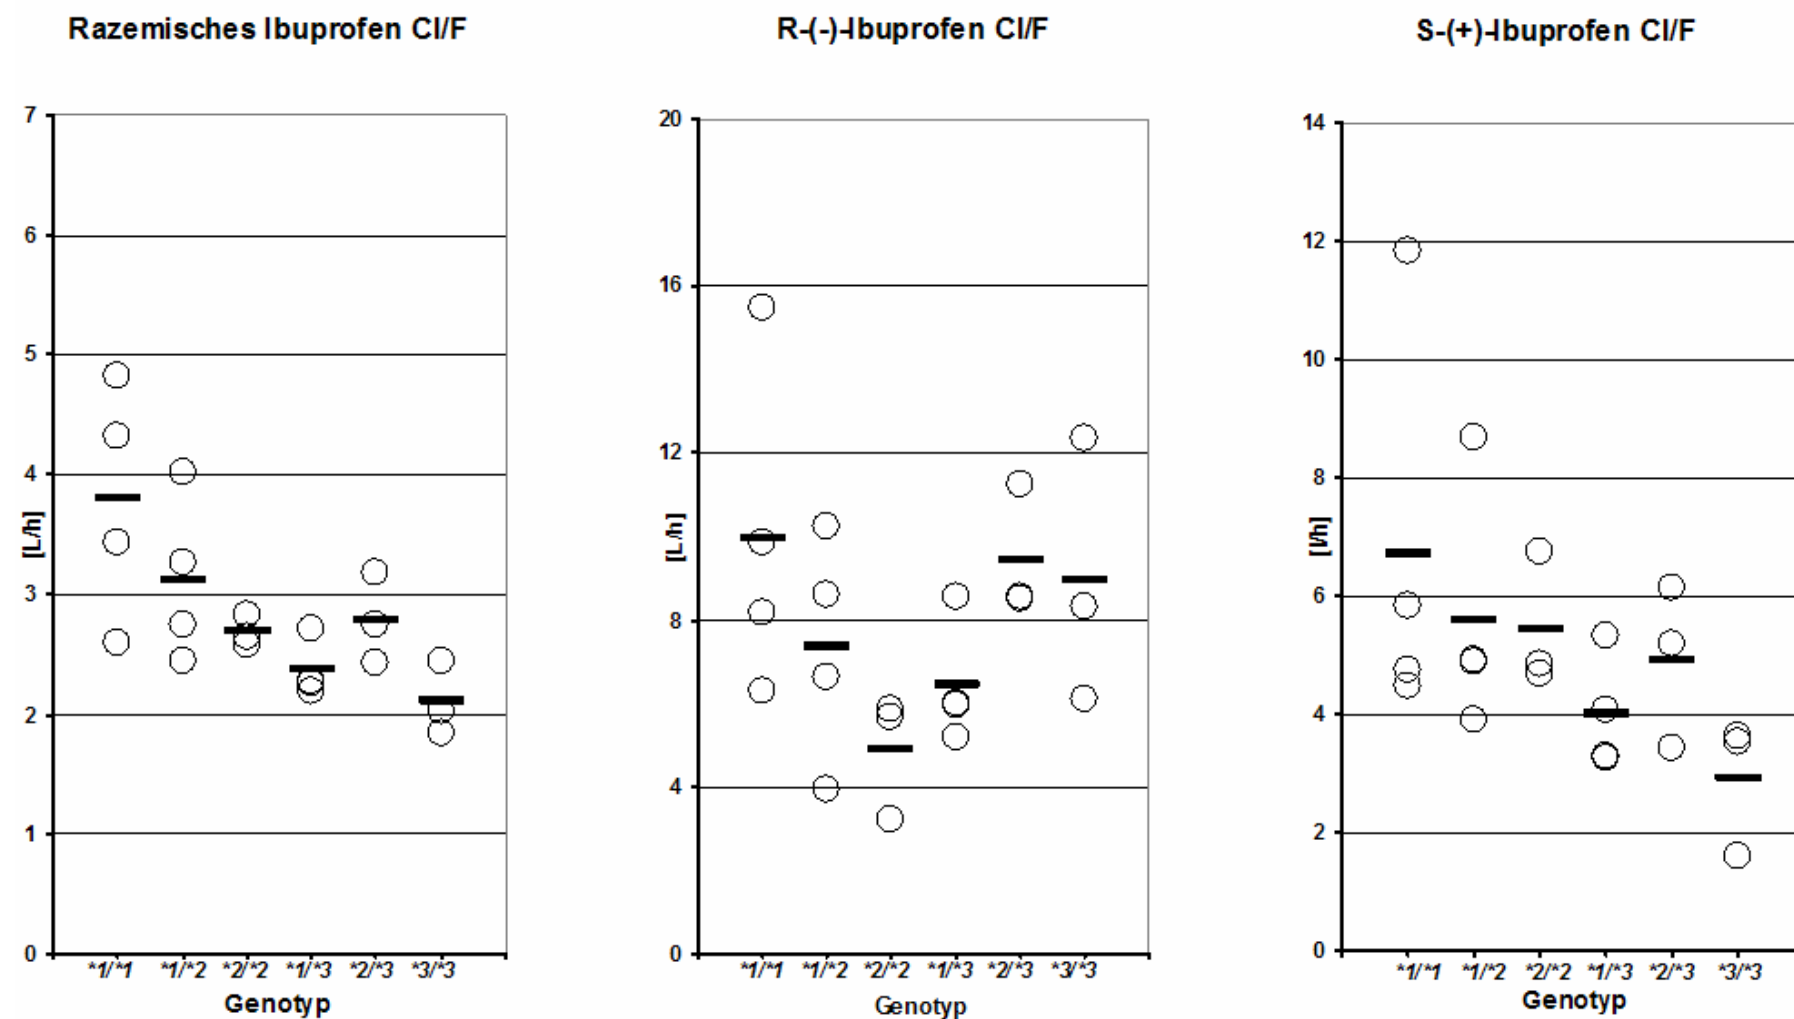 Razemisches Ibuprofen Cl/F
7
6
5
4
3
2
1
0
[L/h]
*1/*1 *1/*2 *2/*2 *1/*3 *2/*3 *3/*3
Genotyp
R-(-)-Ibuprofen Cl/F
20
16
12
8
4
0
[L/h]
*1/*1 *1/*2 *2/*2 *1/*3 *2/*3 *3/*3
Genotyp
S-(+)-Ibuprofen Cl/F
14
12
10
8
6
4
2
0
[l/h]
*1/*1 *1/*2 *2/*2 *1/*3 *2/*3 *3/*3
Genotyp